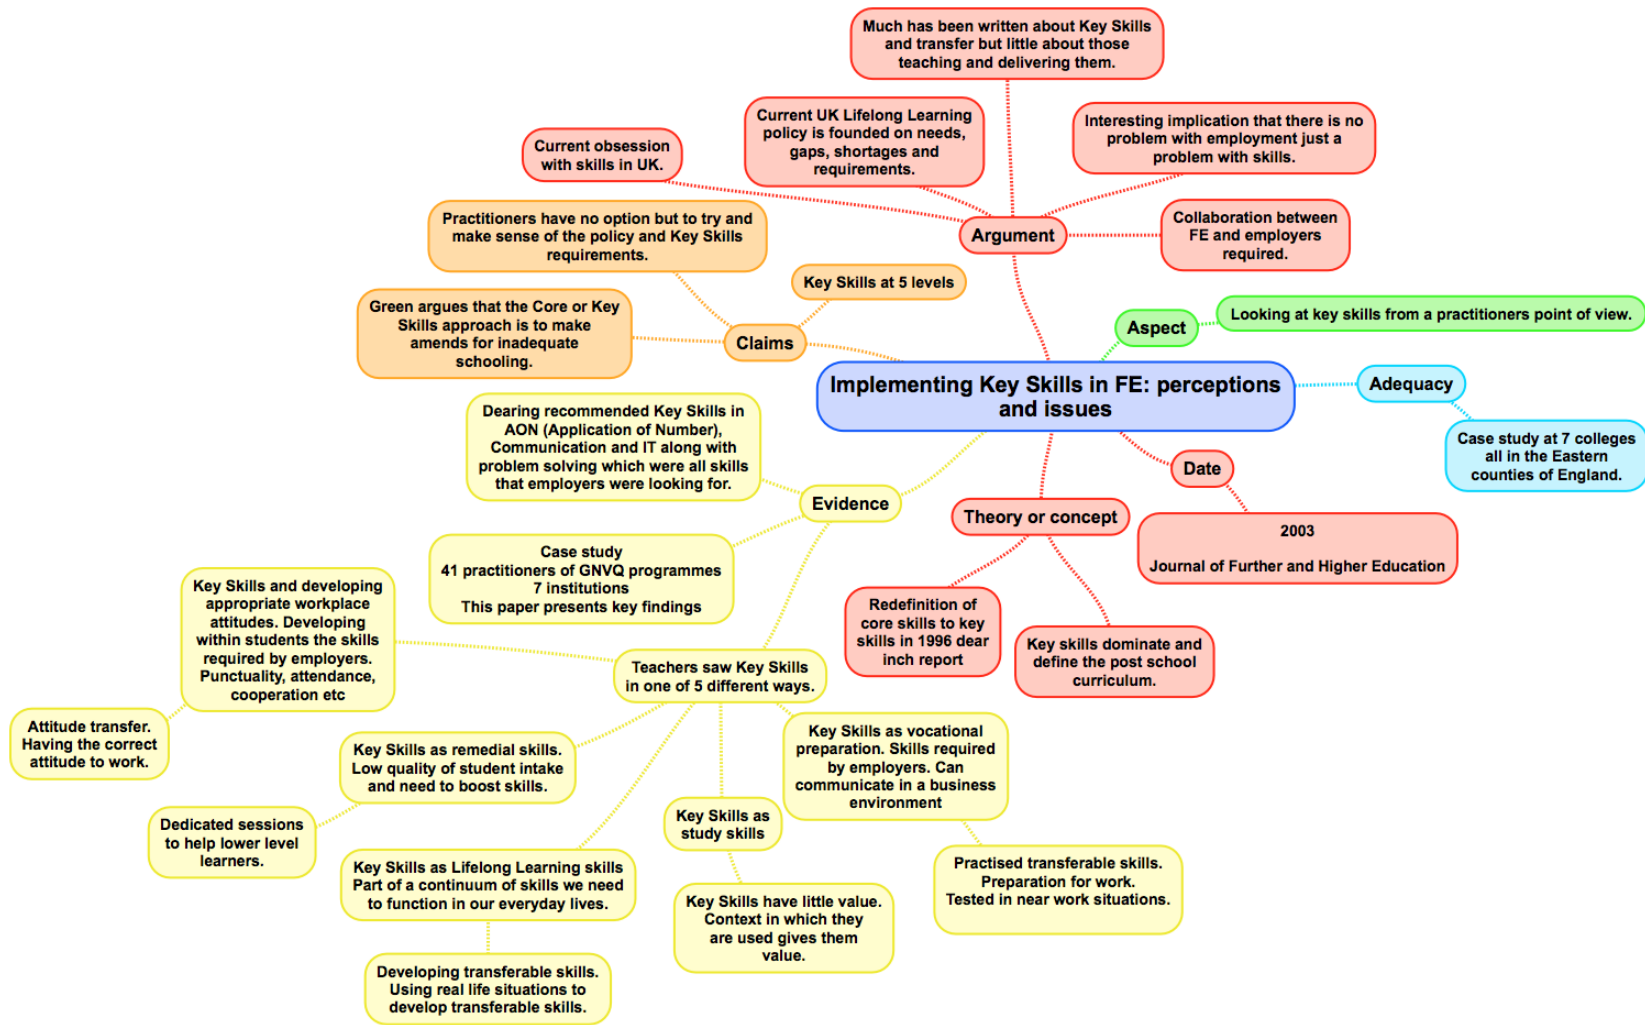 Much has been written about Key Skills
and transfer but little about those
teaching and delivering them.
Current UK Lifelong Learning
policy is founded on needs,
gaps, shortages and
requirements.
Interesting implication that there is no
problem with employment just a
problem with skills.
Current obsession
with skills in UK.
Collaboration between
FE and employers
required.
Argument
Practitioners have no option but to try and
make sense of the policy and Key Skills
requirements.
Key Skills at 5 levels
Green argues that the Core or Key
Skills approach is to make
amends for inadequate
schooling.
Claims
Aspect
Looking at key skills from a practitioners point of view.
Implementing Key Skills in FE: perceptions
and issues
Adequacy
Case study at 7 colleges
all in the Eastern
counties of England.
Dearing recommended Key Skills in
AON (Application of Number),
Communication and IT along with
problem solving which were all skills
that employers were looking for.
Evidence
Date
2003
Journal of Further and Higher Education
Theory or concept
Redefinition of
core skills to key
skills in 1996 dear
inch report
Key skills dominate and
define the post school
curriculum.
Case study
41 practitioners of GNVQ programmes
7 institutions
This paper presents key findings
Key Skills and developing
appropriate workplace
attitudes. Developing
within students the skills
required by employers.
Punctuality, attendance,
cooperation etc
Teachers saw Key Skills
in one of 5 different ways.
Attitude transfer.
Having the correct
attitude to work.
Key Skills as remedial skills.
Low quality of student intake
and need to boost skills.
Key Skills as vocational
preparation. Skills required
by employers. Can
communicate in a business
environment
Dedicated sessions
to help lower level
learners.
Key Skills as
study skills
Key Skills as Lifelong Learning skills
Part of a continuum of skills we need
to function in our everyday lives.
Practised transferable skills.
Preparation for work.
Tested in near work situations.
Key Skills have little value.
Context in which they
are used gives them
value.
Developing transferable skills.
Using real life situations to
develop transferable skills.